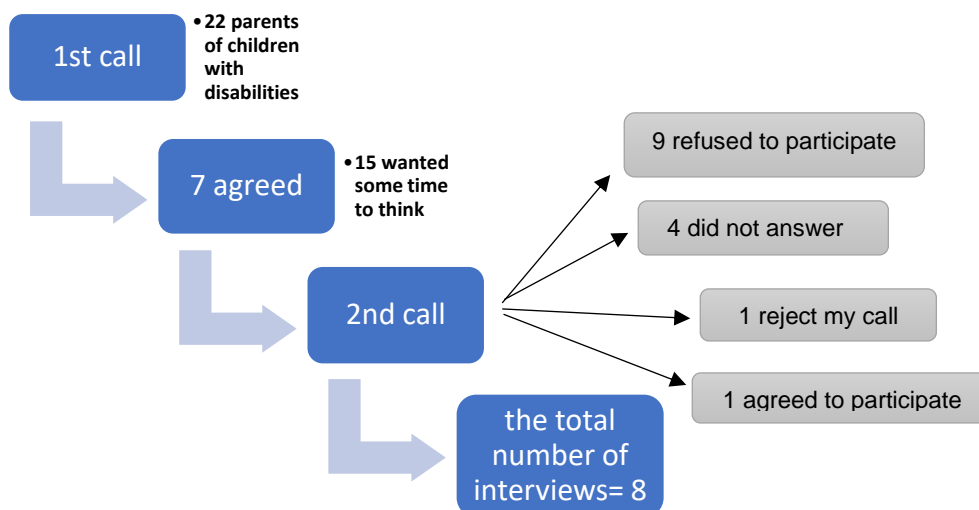 1st call
•22 parents
of children
with
disabilities
7 agreed
•15 wanted
some time
to think
2nd call
9 refused to participate
4 did not answer
1 reject my call
1 agreed to participate
the total
number of
interviews= 8